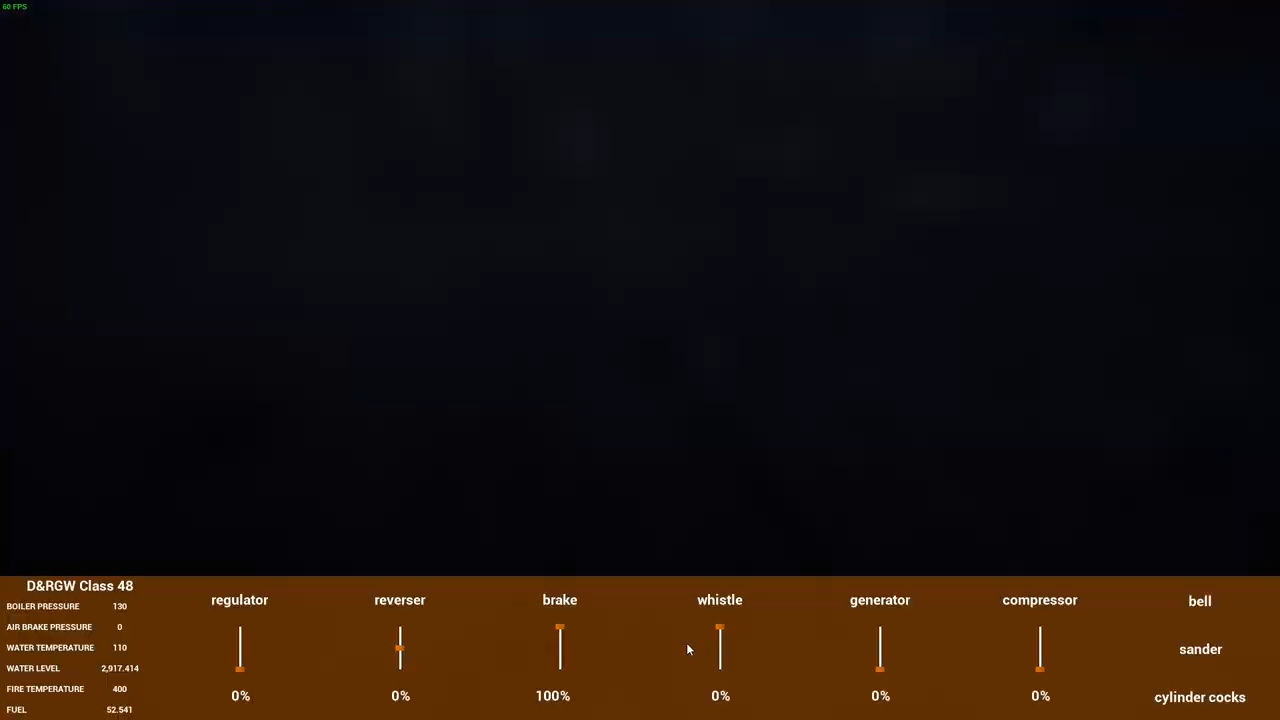 60 FPS
D&RGW Class 48
BOILER PRESSURE 130
AIR BRAKE PRESSURE 0
WATER TEMPERATURE 110
WATER LEVEL 2,917.414
FIRE TEMPERATURE 400
FUEL 52.541
regulator
0%
reverser
0%
brake
100%
whistle
0%
generator
0%
compressor
0%
bell
sander
cylinder cocks